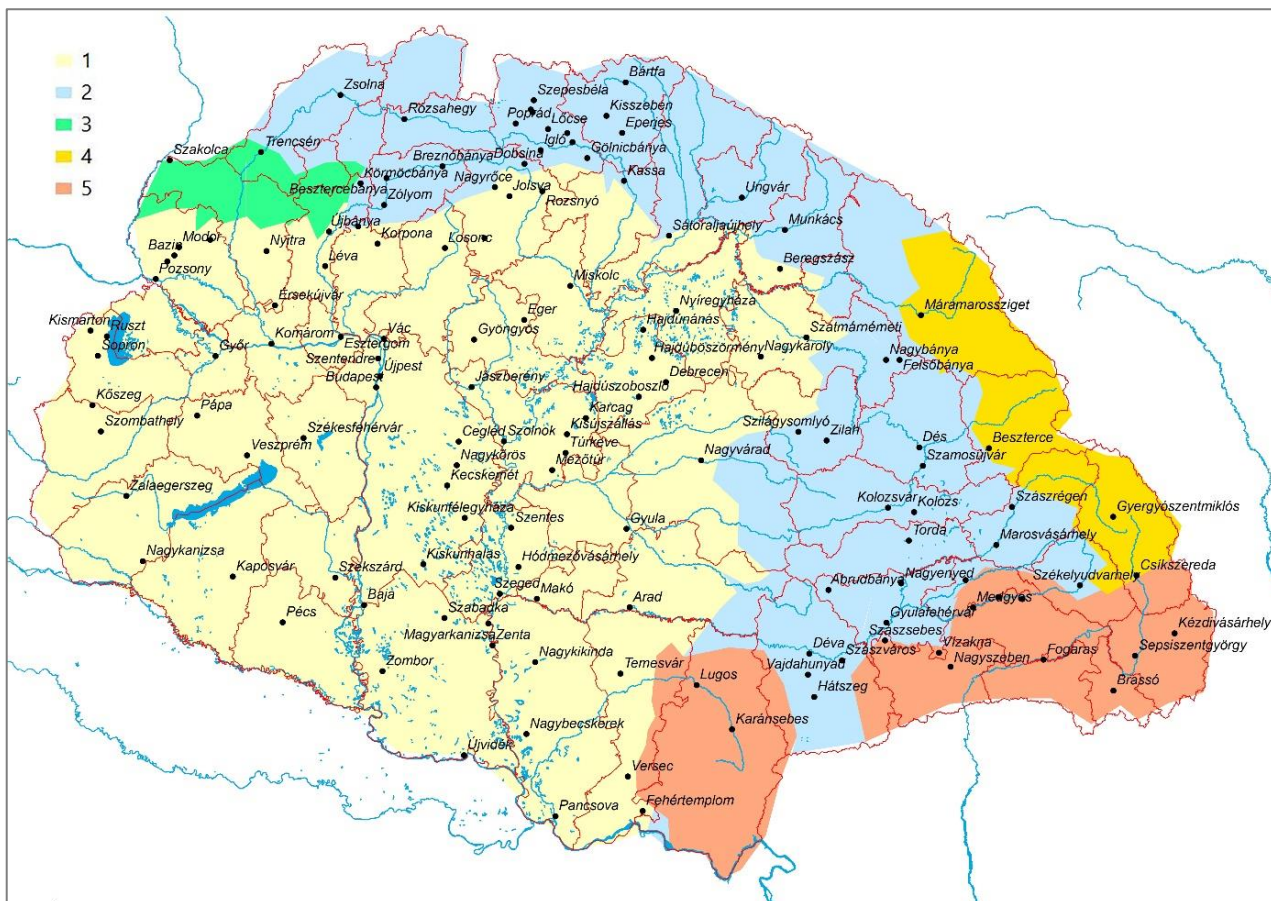 1
2
3
4
5
Bártfa
Zsolna
Szepesbéla
Kisszeben
Rózsahegy
Poprád
Lőcse
Eperjes
Igló
Szakolca
Trencsén
Breznóbánya
Dobsina
Gölnicbánya
Körmöcbánya
Besztercebánya
Nagyrőce
Jolsva
Kassa
Zólyom
Rozsnyó
Ungvár
Újbánya
Sátoraljaújhely
Munkács
Modor
Korpona
Losonc
Bazin
Nyitra
Pozsony
Léva
Beregszász
Miskolc
Érsekújvár
Nyíregyháza
Máramarossziget
Eger
Kismarton
Ruszt
Komárom
Vác
Gyöngyös
Hajdúnánás
Szatmárnémeti
Sopron
Győr
Esztergom
Nagykároly
Szentendre
Újpest
Hajdúböszörmény
Nagybánya
Felsőbánya
Budapest
Jászberény
Debrecen
Hajdúszoboszló
Kőszeg
Pápa
Karcag
Szombathely
Székesfehérvár
Cegléd
Szolnok
Kisújszállás
Szilágysomlyó
Zilah
Dés
Beszterce
Veszprém
Túrkeve
Nagykőrös
Mezőtúr
Nagyvárad
Szamosújvár
Kecskemét
Zalaegerszeg
Kolozsvár
Kolozs
Szászrégen
Kiskunfélegyháza
Szentes
Gyula
Gyergyószentmiklós
Torda
Marosvásárhely
Nagykanizsa
Kiskunhalas
Hódmezővásárhely
Kaposvár
Szekszárd
Abrudbánya
Nagyenyed
Székelyudvarhely
Csíkszereda
Szeged
Makó
Baja
Arad
Medgyes
Pécs
Szabadka
Gyulafehérvár
Kézdivásárhely
Magyarkanizsa
Zenta
Szászsebes
Déva
Szászváros
Vízakna
Sepsiszentgyörgy
Zombor
Nagykikinda
Temesvár
Vajdahunyad
Nagyszeben
Fogaras
Lugos
Hátszeg
Brassó
Nagybecskerek
Karánsebes
Újvidék
Versec
Pancsova
Fehértemplom